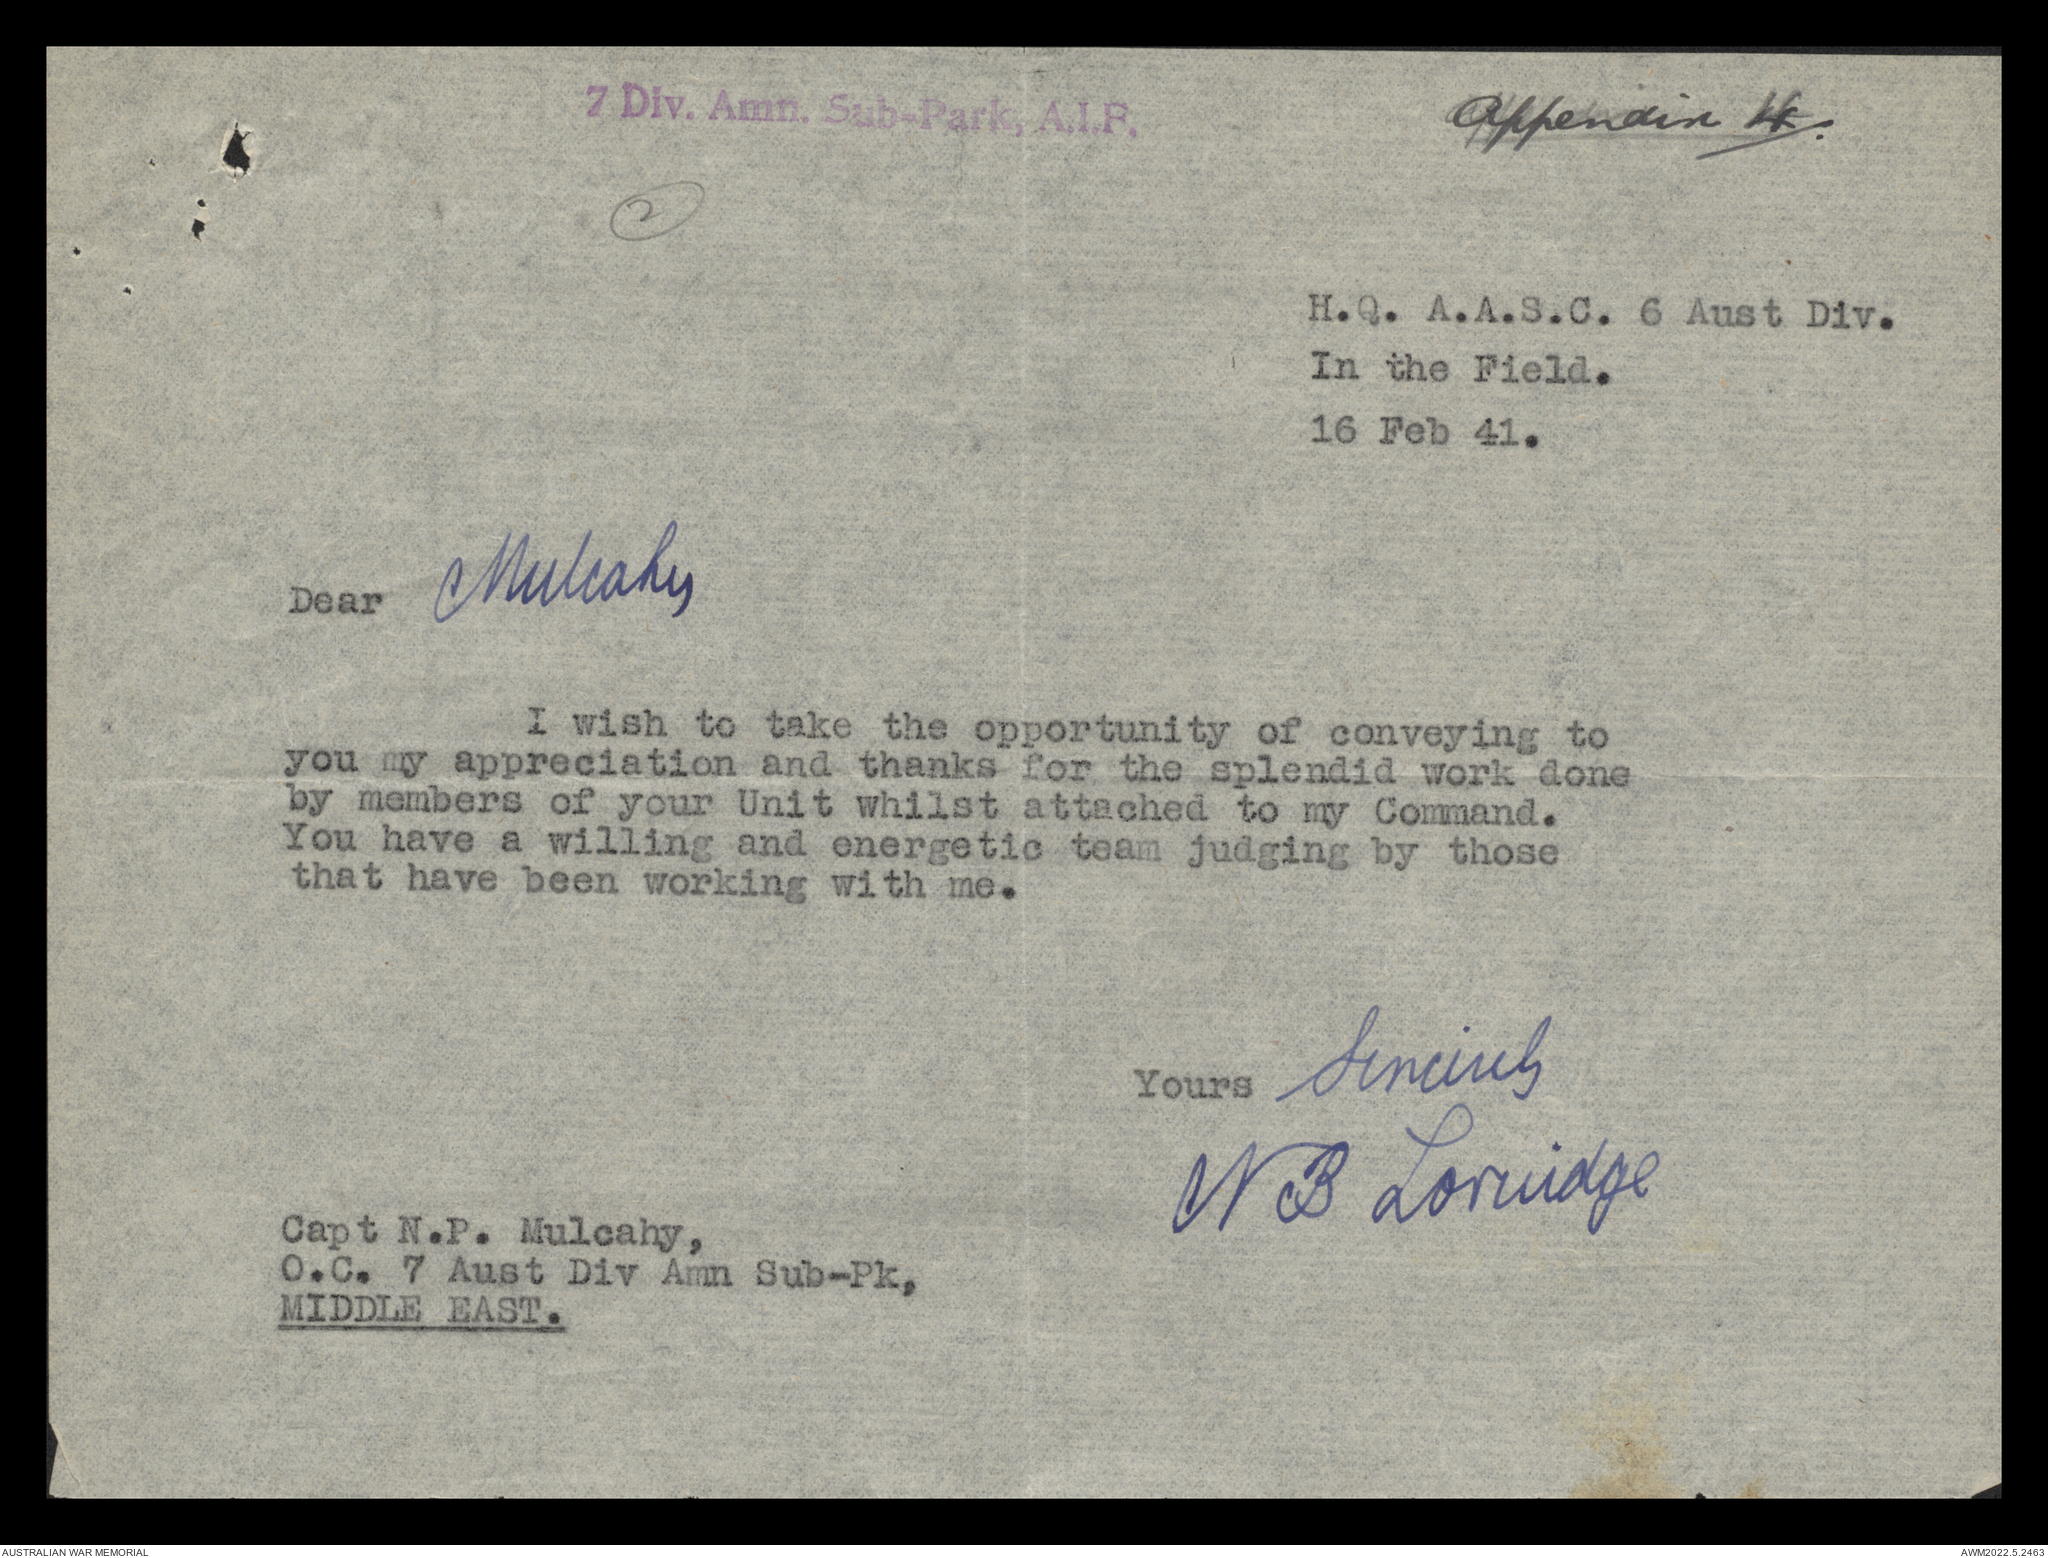 7 Div. Amn. Sub-Park, A.I.F.
Appendix 4.
2
H.Q. A.A.S.C. 6 Aust Div.
In the Field.
16 Feb 41.
Dear Mulcahy
I wish to take the opportunity of conveying to
you my appreciation and thanks for the splendid work done
by members of your Unit whilst attached to my Command.
You have a willing and energetic team judging by those
that have been working with me.
Yours Sincerely
N B Loveridge
Capt N.P. Mulcahy,
O.C. 7 Aust Div Amn Sub-Pk,
MIDDLE EAST.
AUSTRALIAN WAR MEMORIAL
AWM2022.5.2463